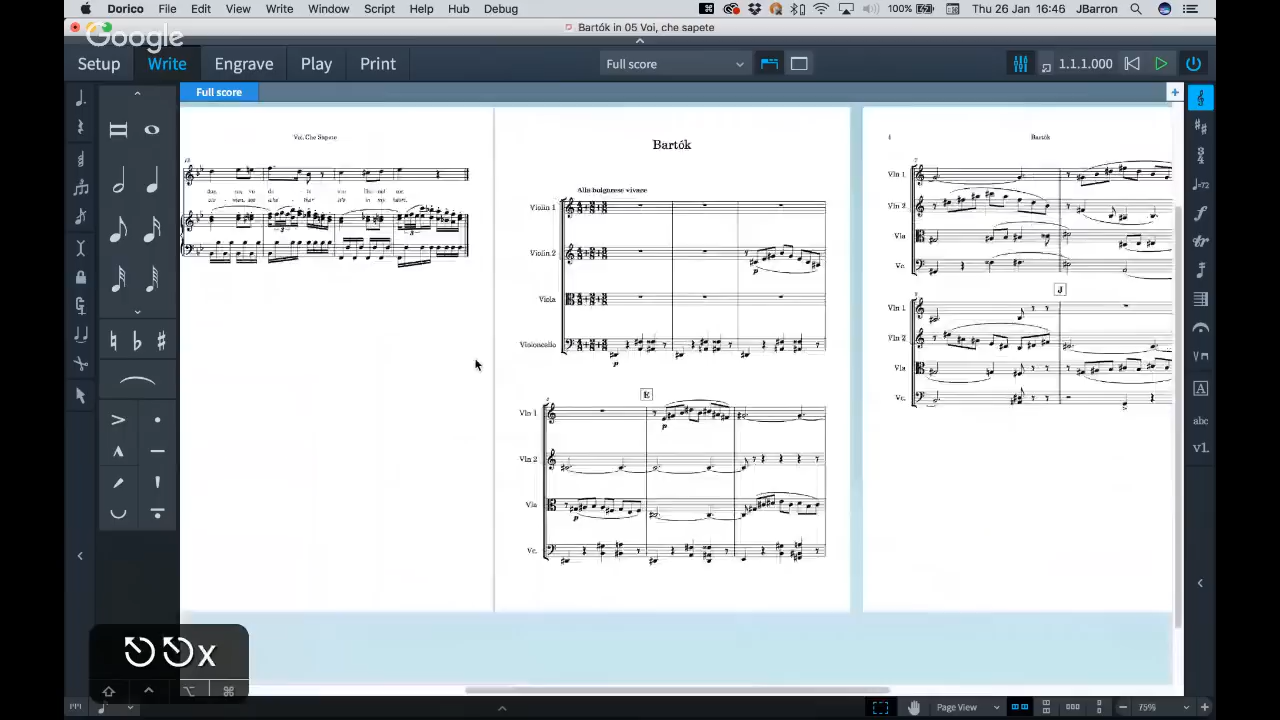 Dorico File Edit View Write Window Script Help Hub Debug 100% Thu 26 Jan 16:46 JBarron
Bartók in 05 Voi, che sapete
Google
Setup Write Engrave Play Print Full score 1.1.1.000
Full score
Voi, Che Sapete
Bartók
4 Bartók
Alla bulgarese vivace
Violin 1
Violin 2
p
Viola
Violoncello
p
E
Vln 1
p
Vln 2
Vla
p
Vc.
Vln 1
Vln 2
Vla
Vc.
J
Vln 1
Vln 2
Vla
Vc.
A
abc
v1.
x
Page View 75%